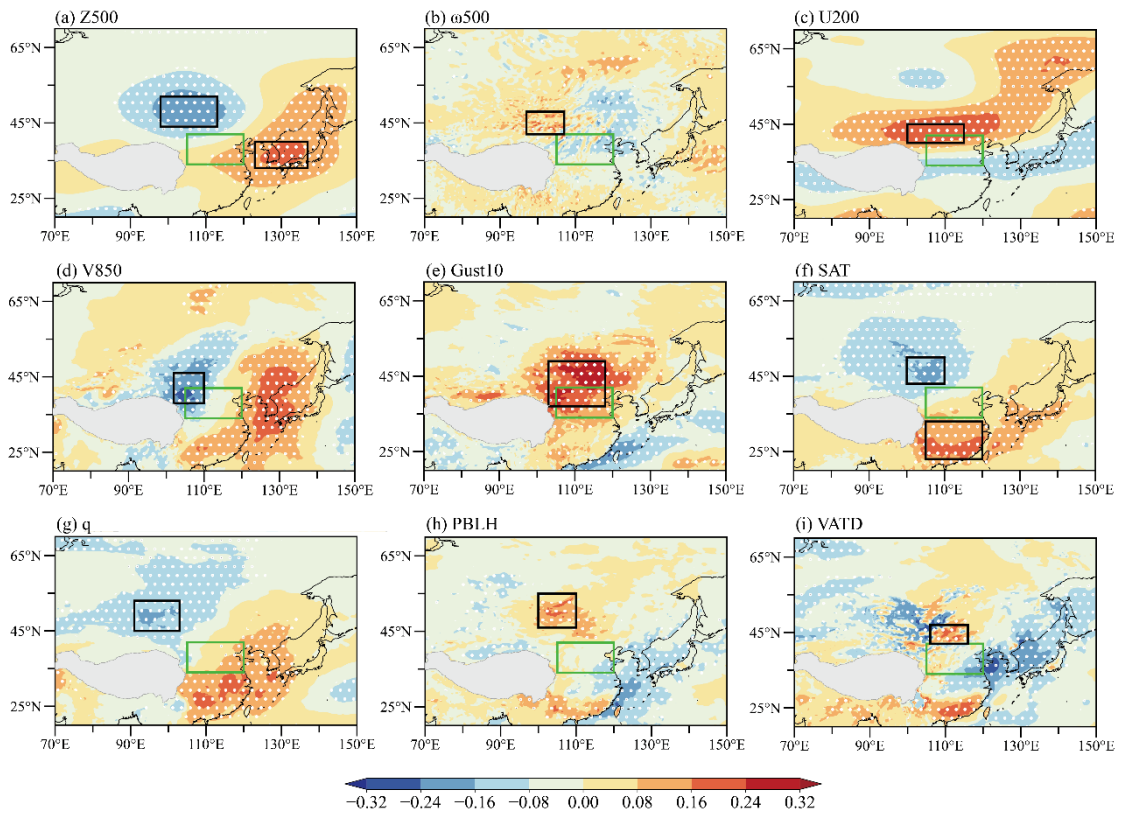 (a) Z500
(b) ω500
(c) U200
65°N
45°N
25°N
70°E 90°E 110°E 130°E 150°E
65°N
45°N
25°N
70°E 90°E 110°E 130°E 150°E
65°N
45°N
25°N
70°E 90°E 110°E 130°E 150°E
(d) V850
(e) Gust10
(f) SAT
65°N
45°N
25°N
70°E 90°E 110°E 130°E 150°E
65°N
45°N
25°N
70°E 90°E 110°E 130°E 150°E
65°N
45°N
25°N
70°E 90°E 110°E 130°E 150°E
(g) q
(h) PBLH
(i) VATD
65°N
45°N
25°N
70°E 90°E 110°E 130°E 150°E
65°N
45°N
25°N
70°E 90°E 110°E 130°E 150°E
65°N
45°N
25°N
70°E 90°E 110°E 130°E 150°E
−0.32 −0.24 −0.16 −0.08 0.00 0.08 0.16 0.24 0.32